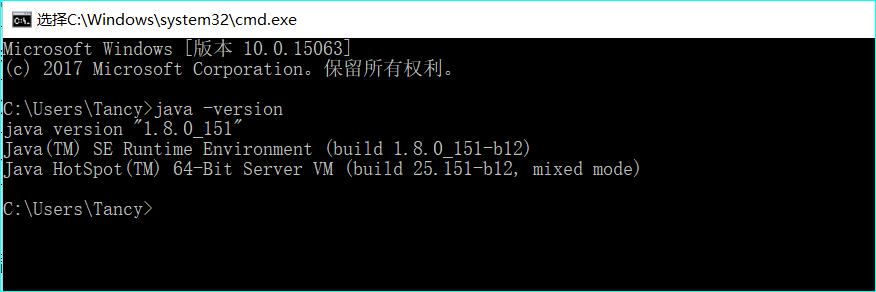 选择C:\Windows\system32\cmd.exe
Microsoft Windows [版本 10.0.15063]
(c) 2017 Microsoft Corporation。保留所有权利。
C:\Users\Tancy>java -version
java version "1.8.0_151"
Java(TM) SE Runtime Environment (build 1.8.0_151-b12)
Java HotSpot(TM) 64-Bit Server VM (build 25.151-b12, mixed mode)
C:\Users\Tancy>